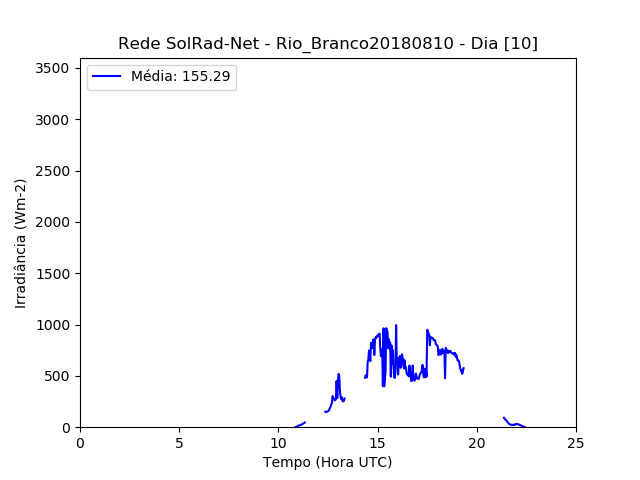 Rede SolRad-Net - Rio_Branco20180810 - Dia [10]
Média: 155.29
3500
3000
2500
2000
1500
1000
500
0
Irradiância (Wm-2)
0 5 10 15 20 25
Tempo (Hora UTC)